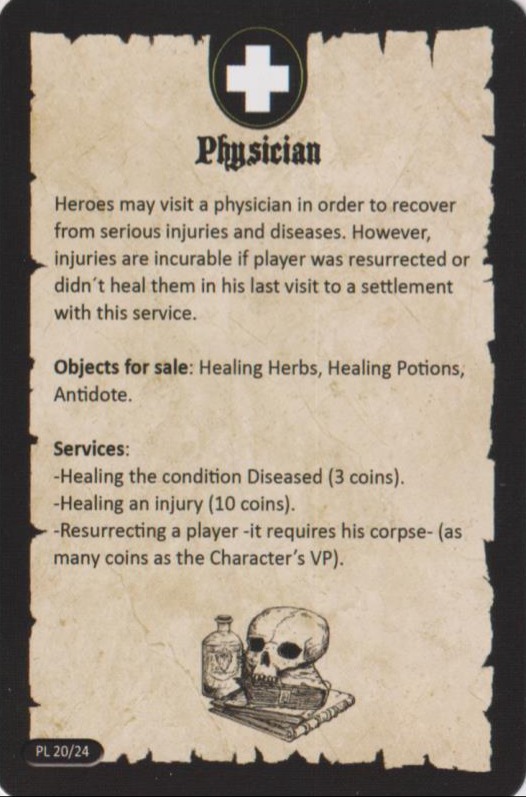 Physician
Heroes may visit a physician in order to recover
from serious injuries and diseases. However,
injuries are incurable if player was resurrected or
didn´t heal them in his last visit to a settlement
with this service.
Objects for sale: Healing Herbs, Healing Potions,
Antidote.
Services:
-Healing the condition Diseased (3 coins).
-Healing an injury (10 coins).
-Resurrecting a player -it requires his corpse- (as
many coins as the Character’s VP).
PL 20/24